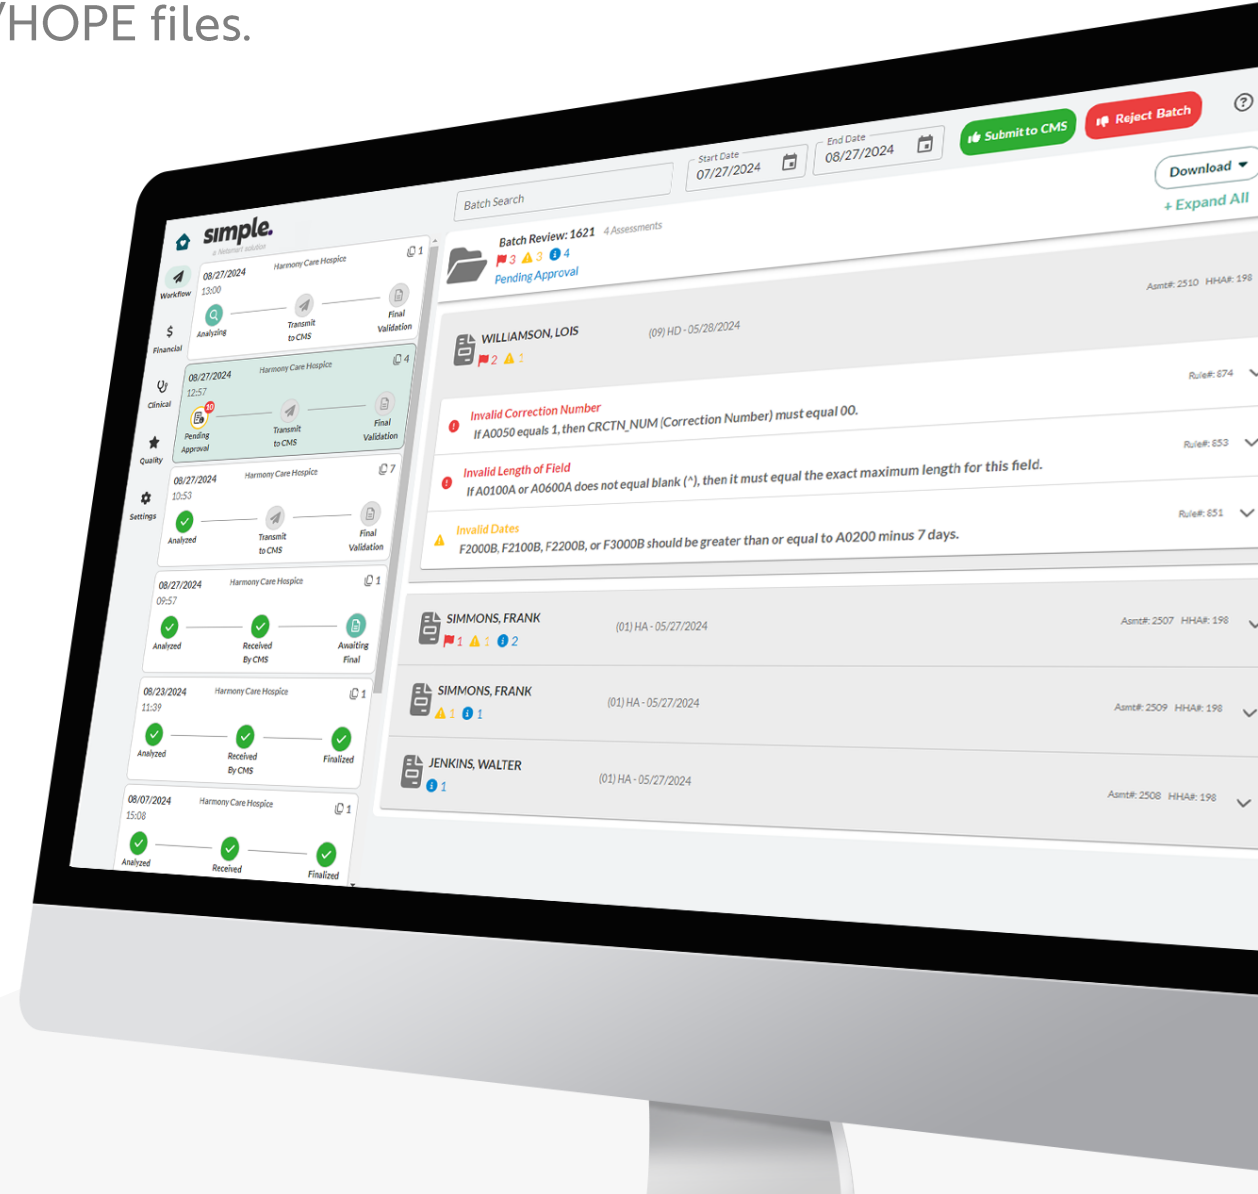 /HOPE files.
simple.
a Netsmart solution
Batch Search
Start Date
07/27/2024
End Date
08/27/2024
Submit to CMS
Reject Batch
Download
+ Expand All
Workflow
Financial
Clinical
Quality
Settings
08/27/2024 Harmony Care Hospice 1
13:00
Analyzing
Transmit
to CMS
Final
Validation
08/27/2024 Harmony Care Hospice 4
12:57
10
Pending
Approval
Transmit
to CMS
Final
Validation
08/27/2024 Harmony Care Hospice 7
10:53
Analyzed
Transmit
to CMS
Final
Validation
08/27/2024 Harmony Care Hospice 1
09:57
Analyzed
Received
By CMS
Awaiting
Final
08/23/2024 Harmony Care Hospice 1
11:39
Analyzed
Received
By CMS
Finalized
08/07/2024 Harmony Care Hospice 1
15:08
Analyzed
Received
Finalized
Batch Review: 1621 4 Assessments
3 3 4
Pending Approval
WILLIAMSON, LOIS (09) HD - 05/28/2024 Asmt#: 2510 HHA#: 198
2 1
Invalid Correction Number Rule#: 874
If A0050 equals 1, then CRCTN_NUM (Correction Number) must equal 00.
Invalid Length of Field Rule#: 853
If A0100A or A0600A does not equal blank (^), then it must equal the exact maximum length for this field.
Invalid Dates Rule#: 851
F2000B, F2100B, F2200B, or F3000B should be greater than or equal to A0200 minus 7 days.
SIMMONS, FRANK (01) HA - 05/27/2024 Asmt#: 2507 HHA#: 198
1 1 2
SIMMONS, FRANK (01) HA - 05/27/2024 Asmt#: 2509 HHA#: 198
1 1
JENKINS, WALTER (01) HA - 05/27/2024 Asmt#: 2508 HHA#: 198
1